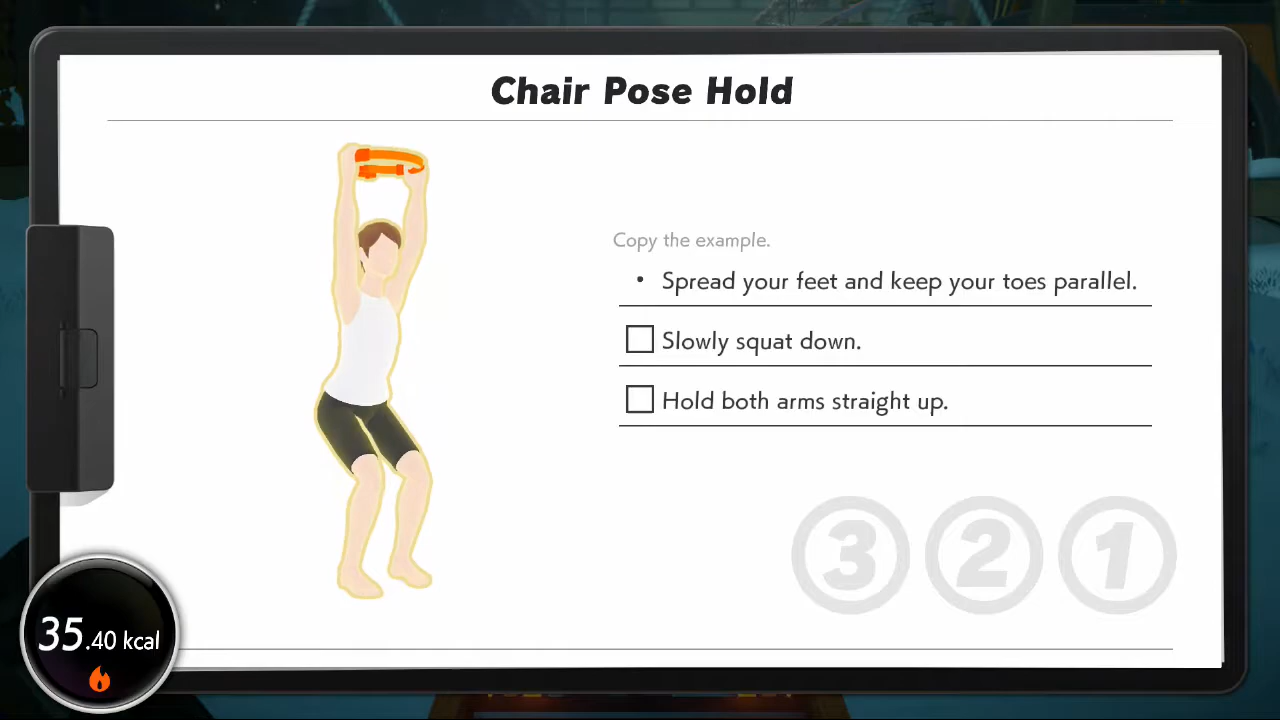 Chair Pose Hold
Copy the example.
• Spread your feet and keep your toes parallel.
Slowly squat down.
Hold both arms straight up.
3 2 1
35.40 kcal